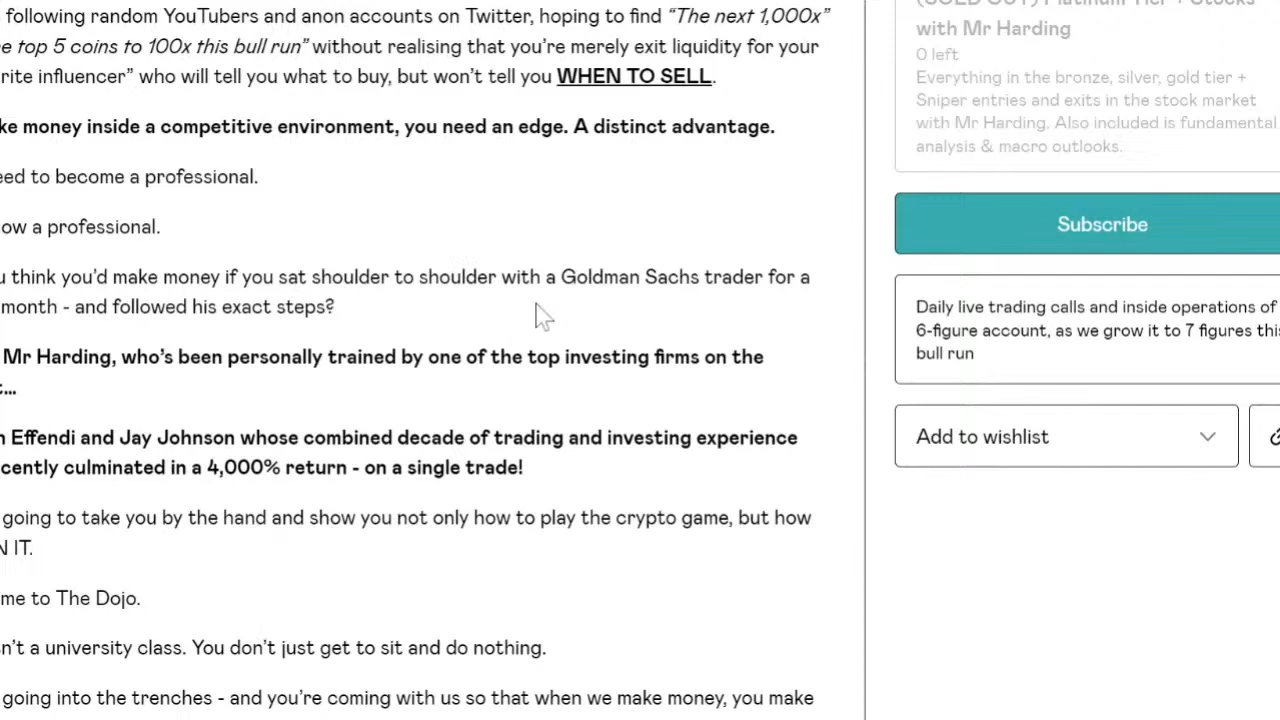 following random YouTubers and anon accounts on Twitter, hoping to find “The next 1,000x”
e top 5 coins to 100x this bull run” without realising that you’re merely exit liquidity for your
rite influencer” who will tell you what to buy, but won’t tell you WHEN TO SELL.
ke money inside a competitive environment, you need an edge. A distinct advantage.
eed to become a professional.
ow a professional.
u think you’d make money if you sat shoulder to shoulder with a Goldman Sachs trader for a
month - and followed his exact steps?
Mr Harding, who’s been personally trained by one of the top investing firms on the
...
n Effendi and Jay Johnson whose combined decade of trading and investing experience
cently culminated in a 4,000% return - on a single trade!
going to take you by the hand and show you not only how to play the crypto game, but how
N IT.
me to The Dojo.
n’t a university class. You don’t just get to sit and do nothing.
going into the trenches - and you’re coming with us so that when we make money, you make
(SOLD OUT) Platinum Tier + Stocks
with Mr Harding
0 left
Everything in the bronze, silver, gold tier +
Sniper entries and exits in the stock market
with Mr Harding. Also included is fundamental
analysis & macro outlooks.
Subscribe
Daily live trading calls and inside operations of
6-figure account, as we grow it to 7 figures this
bull run
Add to wishlist